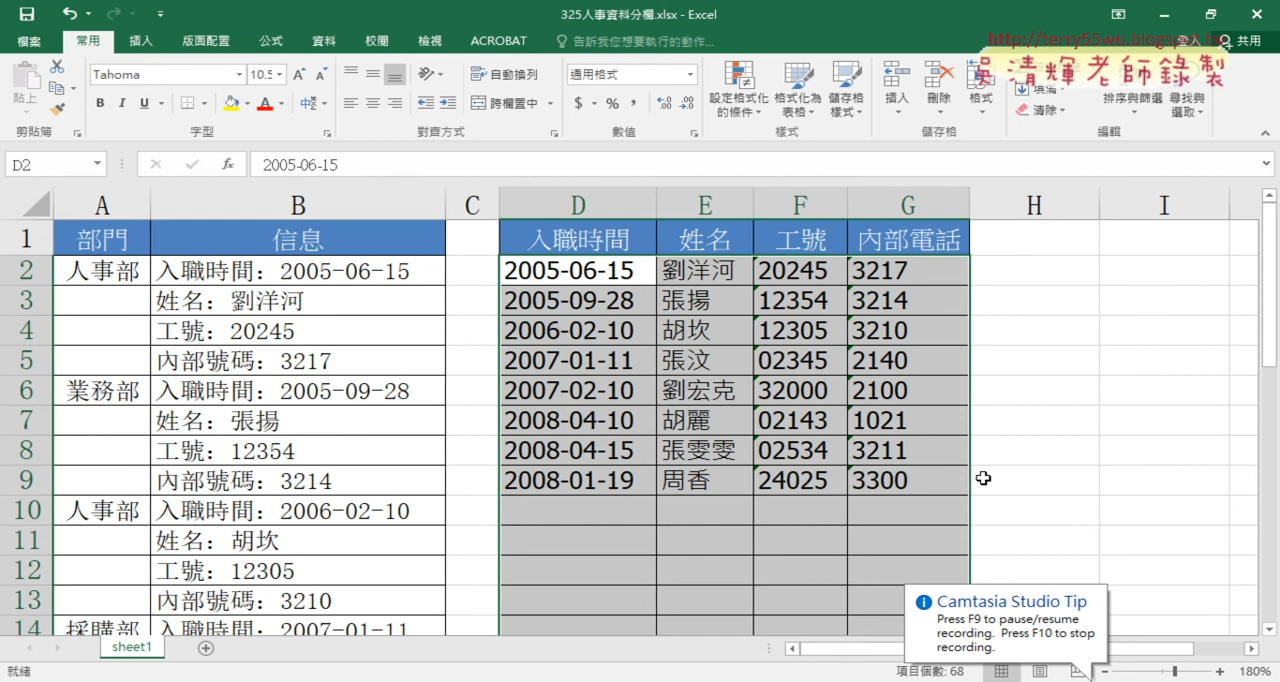 325人事資料分欄.xlsx - Excel
檔案 常用 插入 版面配置 公式 資料 校閱 檢視 ACROBAT 告訴我您想要執行的動作... 登入 共用
http://terry55wu.blogspot.tw
吳清輝老師錄製
貼上 Tahoma 10.5 自動換列 通用格式 設定格式化的條件 格式化為表格 儲存格樣式 插入 刪除 格式 填滿 清除 排序與篩選 尋找與選取
B I U 中 跨欄置中 $ % ,
剪貼簿 字型 對齊方式 數值 樣式 儲存格 編輯
D2 fx 2005-06-15
A B C D E F G H I
1 部門 信息 入職時間 姓名 工號 內部電話
2 人事部 入職時間：2005-06-15 2005-06-15 劉洋河 20245 3217
3 姓名：劉洋河 2005-09-28 張揚 12354 3214
4 工號：20245 2006-02-10 胡坎 12305 3210
5 內部號碼：3217 2007-01-11 張汶 02345 2140
6 業務部 入職時間：2005-09-28 2007-02-10 劉宏克 32000 2100
7 姓名：張揚 2008-04-10 胡麗 02143 1021
8 工號：12354 2008-04-15 張雯雯 02534 3211
9 內部號碼：3214 2008-01-19 周香 24025 3300
10 人事部 入職時間：2006-02-10
11 姓名：胡坎
12 工號：12305
13 內部號碼：3210
14 採購部 入職時間：2007-01-11
Camtasia Studio Tip
Press F9 to pause/resume
recording. Press F10 to stop
recording.
sheet1
就緒 項目個數: 68 180%